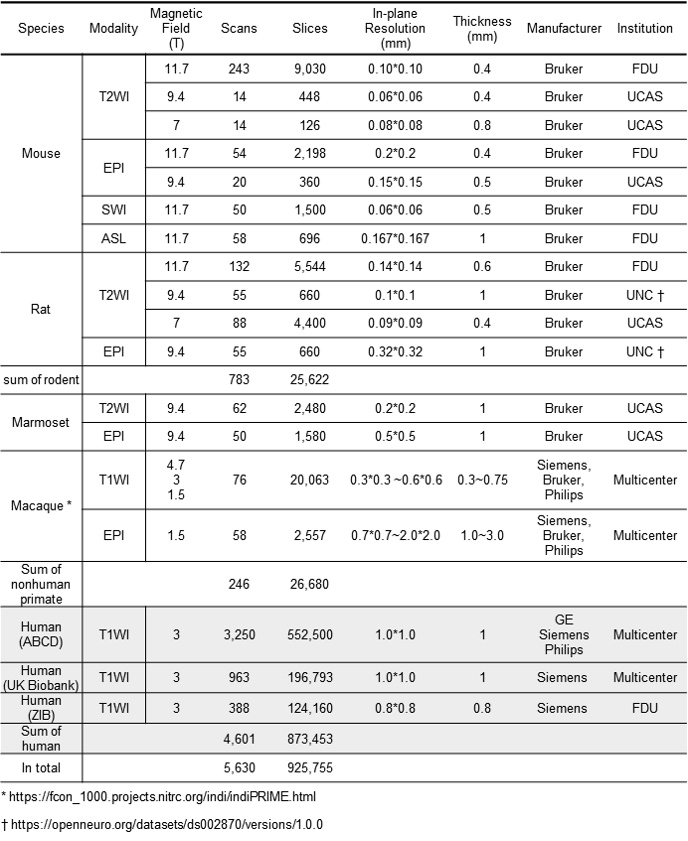 Species Modality Magnetic Field (T) Scans Slices In-plane Resolution (mm) Thickness (mm) Manufacturer Institution
Mouse T2WI 11.7 243 9,030 0.10*0.10 0.4 Bruker FDU
9.4 14 448 0.06*0.06 0.4 Bruker UCAS
7 14 126 0.08*0.08 0.8 Bruker UCAS
EPI 11.7 54 2,198 0.2*0.2 0.4 Bruker FDU
9.4 20 360 0.15*0.15 0.5 Bruker UCAS
SWI 11.7 50 1,500 0.06*0.06 0.5 Bruker FDU
ASL 11.7 58 696 0.167*0.167 1 Bruker FDU
Rat T2WI 11.7 132 5,544 0.14*0.14 0.6 Bruker FDU
9.4 55 660 0.1*0.1 1 Bruker UNC †
7 88 4,400 0.09*0.09 0.4 Bruker UCAS
EPI 9.4 55 660 0.32*0.32 1 Bruker UNC †
sum of rodent 783 25,622
Marmoset T2WI 9.4 62 2,480 0.2*0.2 1 Bruker UCAS
EPI 9.4 50 1,580 0.5*0.5 1 Bruker UCAS
Macaque * T1WI 4.7 3 1.5 76 20,063 0.3*0.3 ~0.6*0.6 0.3~0.75 Siemens, Bruker, Philips Multicenter
EPI 1.5 58 2,557 0.7*0.7~2.0*2.0 1.0~3.0 Siemens, Bruker, Philips Multicenter
Sum of nonhuman primate 246 26,680
Human (ABCD) T1WI 3 3,250 552,500 1.0*1.0 1 GE Siemens Philips Multicenter
Human (UK Biobank) T1WI 3 963 196,793 1.0*1.0 1 Siemens Multicenter
Human (ZIB) T1WI 3 388 124,160 0.8*0.8 0.8 Siemens FDU
Sum of human 4,601 873,453
In total 5,630 925,755
* https://fcon_1000.projects.nitrc.org/indi/indiPRIME.html
† https://openneuro.org/datasets/ds002870/versions/1.0.0